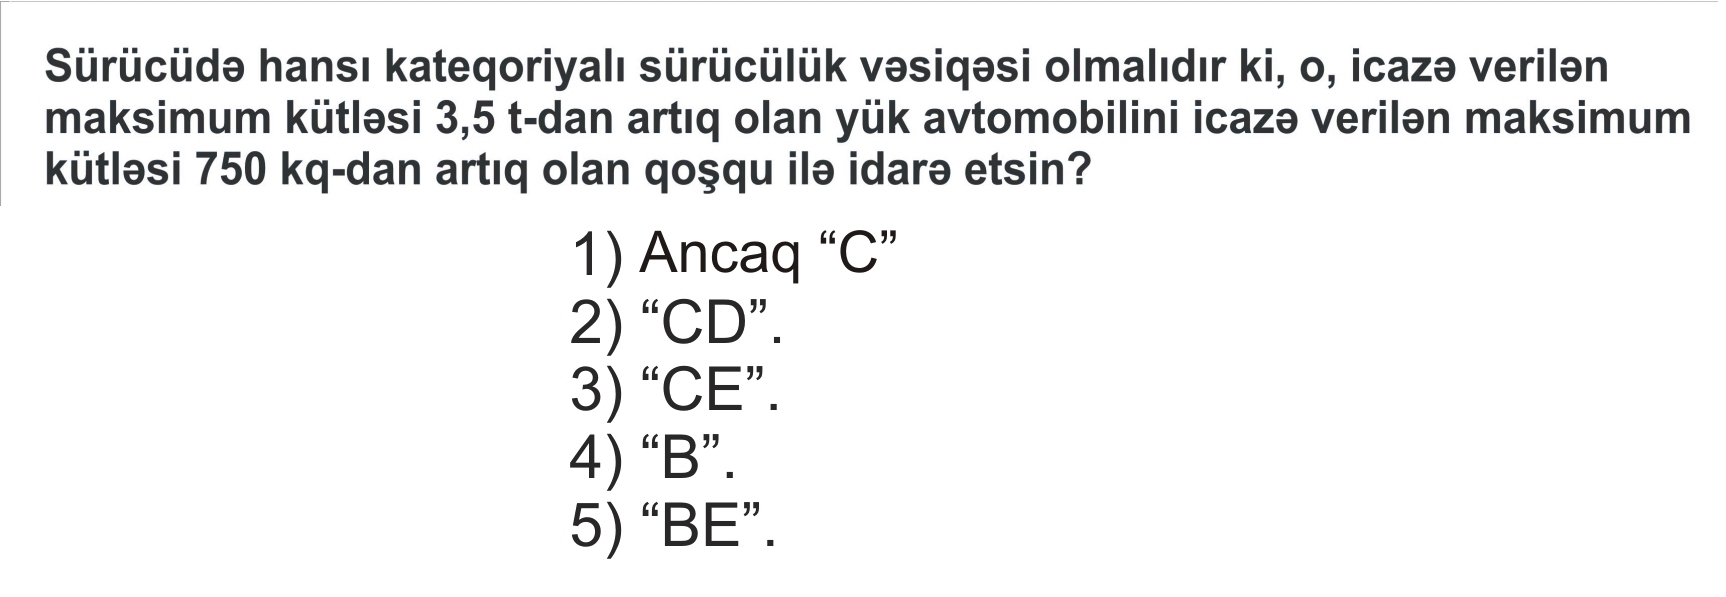 Sürücüdə hansı kateqoriyalı sürücülük vəsiqəsi olmalıdır ki, o, icazə verilən
maksimum kütləsi 3,5 t-dan artıq olan yük avtomobilini icazə verilən maksimum
kütləsi 750 kq-dan artıq olan qoşqu ilə idarə etsin?
1) Ancaq “C”
2) “CD”.
3) “CE”.
4) “B”.
5) “BE”.